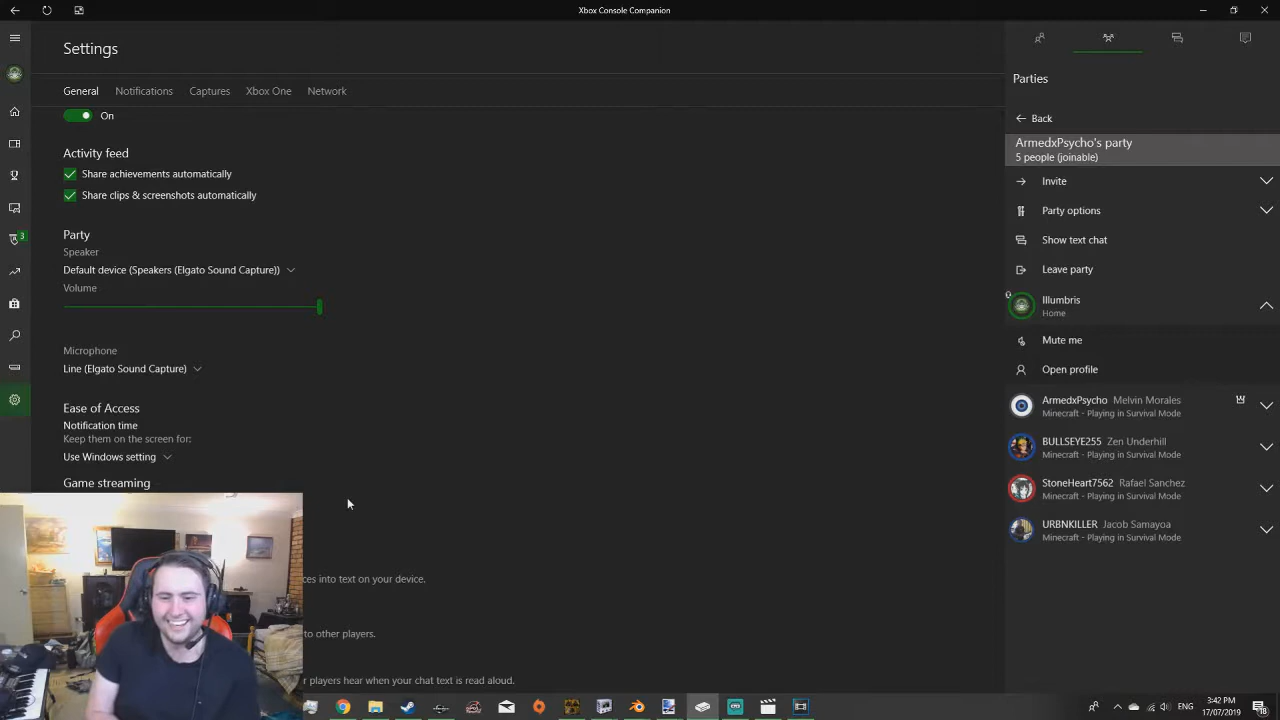 Xbox Console Companion
Settings
General Notifications Captures Xbox One Network
On
Activity feed
Share achievements automatically
Share clips & screenshots automatically
Party
Speaker
Default device (Speakers (Elgato Sound Capture))
Volume
Microphone
Line (Elgato Sound Capture)
Ease of Access
Notification time
Keep them on the screen for:
Use Windows setting
Game streaming
ces into text on your device.
to other players.
r players hear when your chat text is read aloud.
3
Parties
Back
ArmedxPsycho's party
5 people (joinable)
Invite
Party options
Show text chat
Leave party
Illumbris
Home
Mute me
Open profile
ArmedxPsycho Melvin Morales
Minecraft - Playing in Survival Mode
BULLSEYE255 Zen Underhill
Minecraft - Playing in Survival Mode
StoneHeart7562 Rafael Sanchez
Minecraft - Playing in Survival Mode
URBNKILLER Jacob Samayoa
Minecraft - Playing in Survival Mode
3:42 PM
17/07/2019